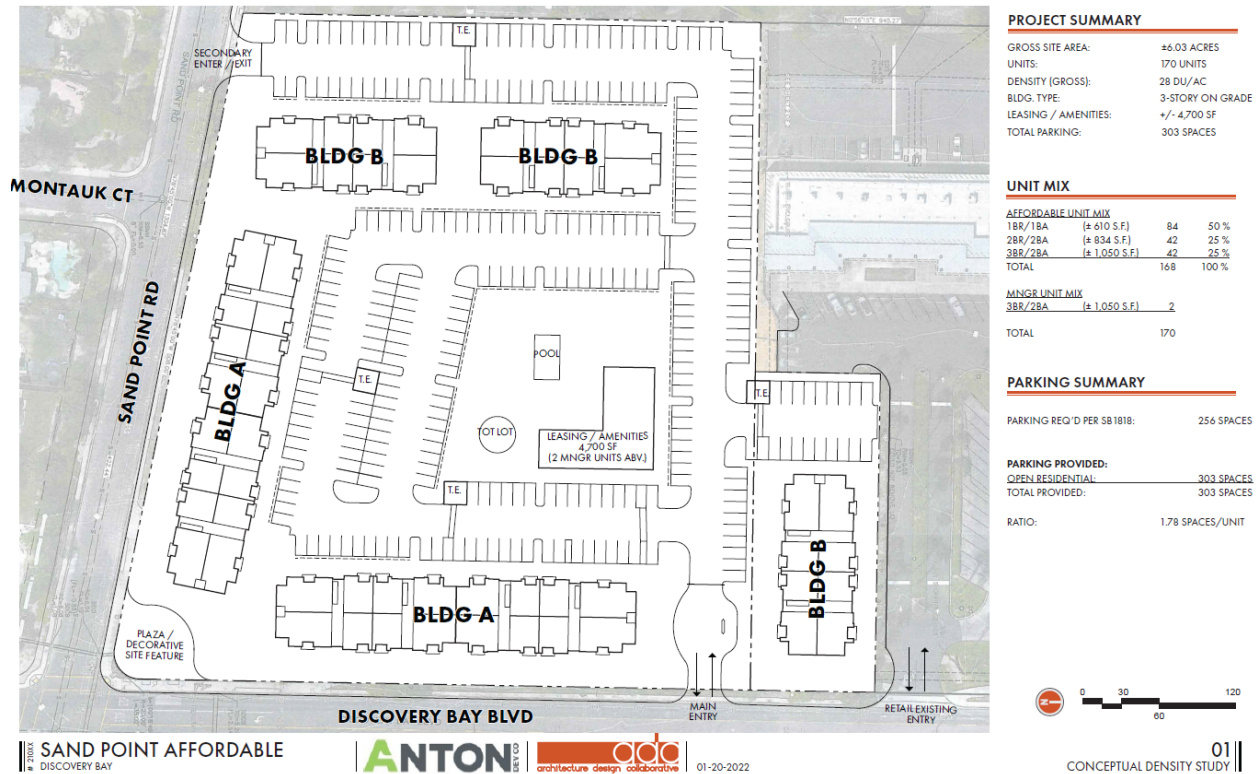 PROJECT SUMMARY
GROSS SITE AREA: ±6.03 ACRES
UNITS: 170 UNITS
DENSITY (GROSS): 28 DU/AC
BLDG. TYPE: 3-STORY ON GRADE
LEASING / AMENITIES: +/- 4,700 SF
TOTAL PARKING: 303 SPACES
UNIT MIX
AFFORDABLE UNIT MIX
1BR/1BA (± 610 S.F.) 84 50 %
2BR/2BA (± 834 S.F.) 42 25 %
3BR/2BA (± 1,050 S.F.) 42 25 %
TOTAL 168 100 %
MNGR UNIT MIX
3BR/2BA (± 1,050 S.F.) 2
TOTAL 170
PARKING SUMMARY
PARKING REQ'D PER SB1818: 256 SPACES
PARKING PROVIDED:
OPEN RESIDENTIAL: 303 SPACES
TOTAL PROVIDED: 303 SPACES
RATIO: 1.78 SPACES/UNIT
T.E.
SECONDARY
ENTER / EXIT
SAND POINT RD
BLDG B
BLDG B
MONTAUK CT
SAND POINT RD
BLDG A
T.E.
POOL
TOT LOT
LEASING / AMENITIES
4,700 SF
(2 MNGR UNITS ABV.)
T.E.
T.E.
BLDG B
BLDG A
PLAZA /
DECORATIVE
SITE FEATURE
MAIN
ENTRY
RETAIL EXISTING
ENTRY
DISCOVERY BAY BLVD
N
0 30 120
60
# 210XX
SAND POINT AFFORDABLE
DISCOVERY BAY
ANTON DEV CO
adc
architecture design collaborative
01-20-2022
01
CONCEPTUAL DENSITY STUDY